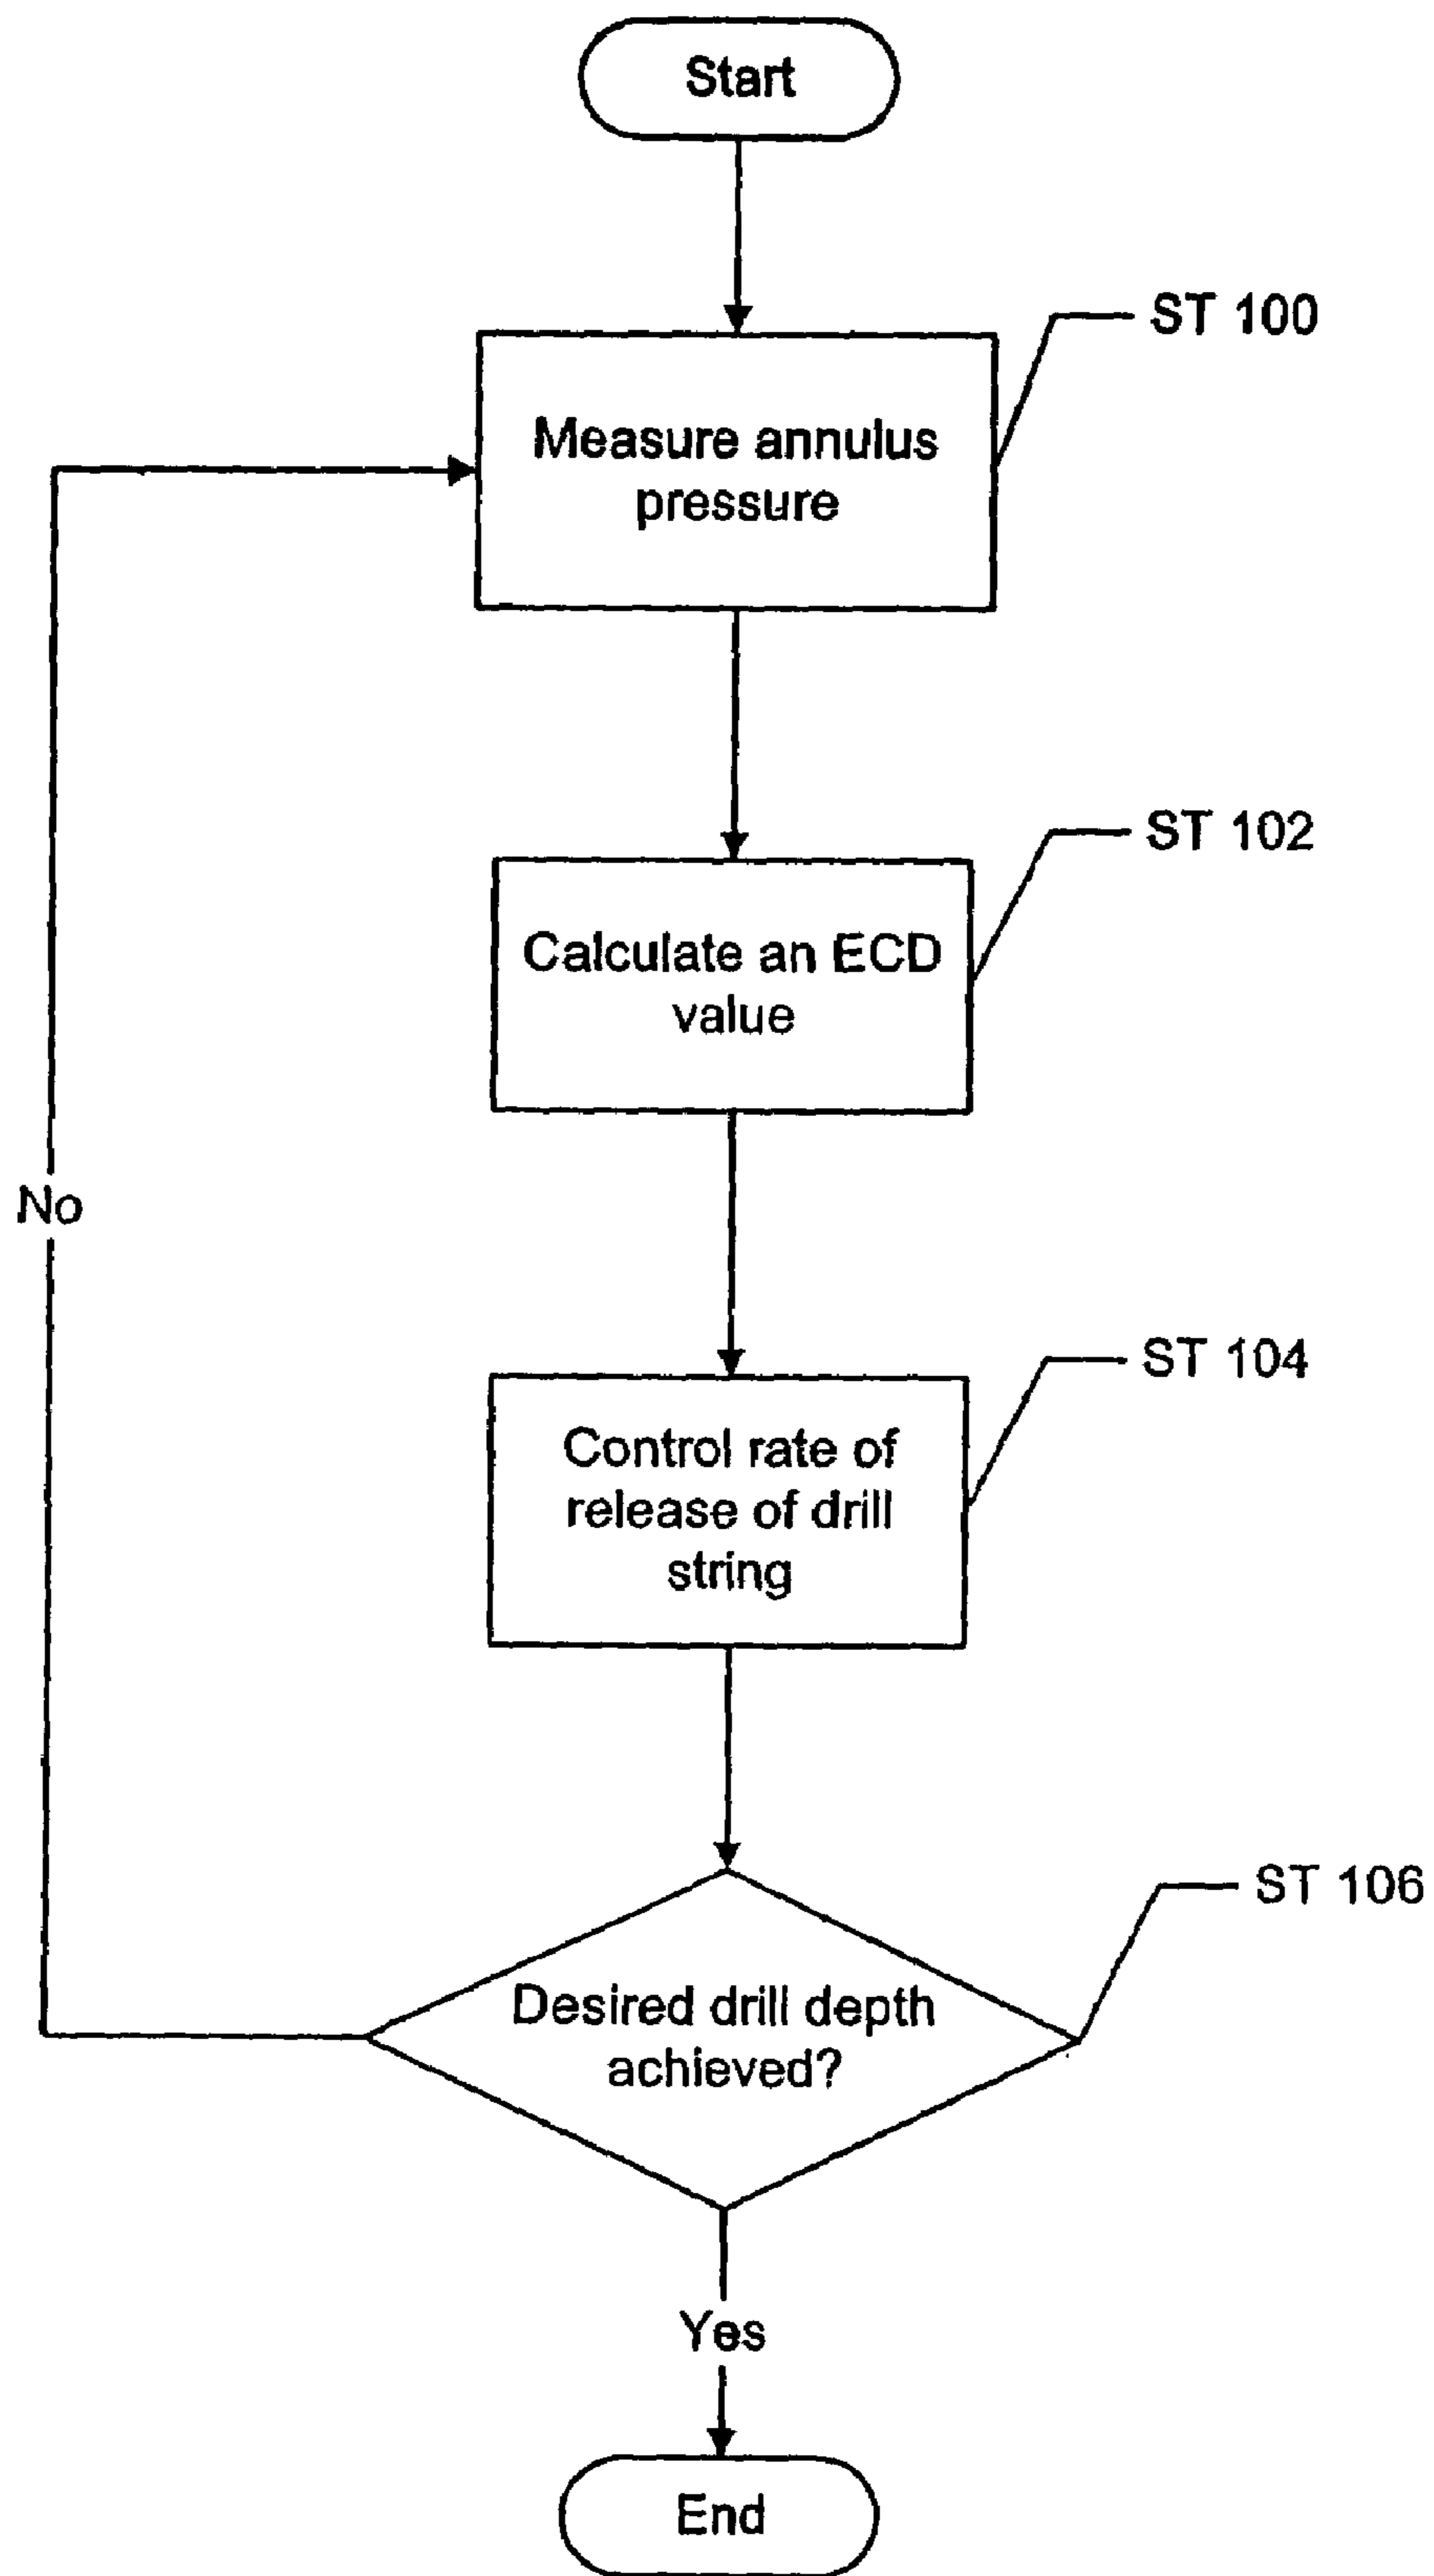 Start
ST 100
Measure annulus
pressure
ST 102
Calculate an ECD
value
No
ST 104
Control rate of
release of drill
string
ST 106
Desired drill depth
achieved?
Yes
End